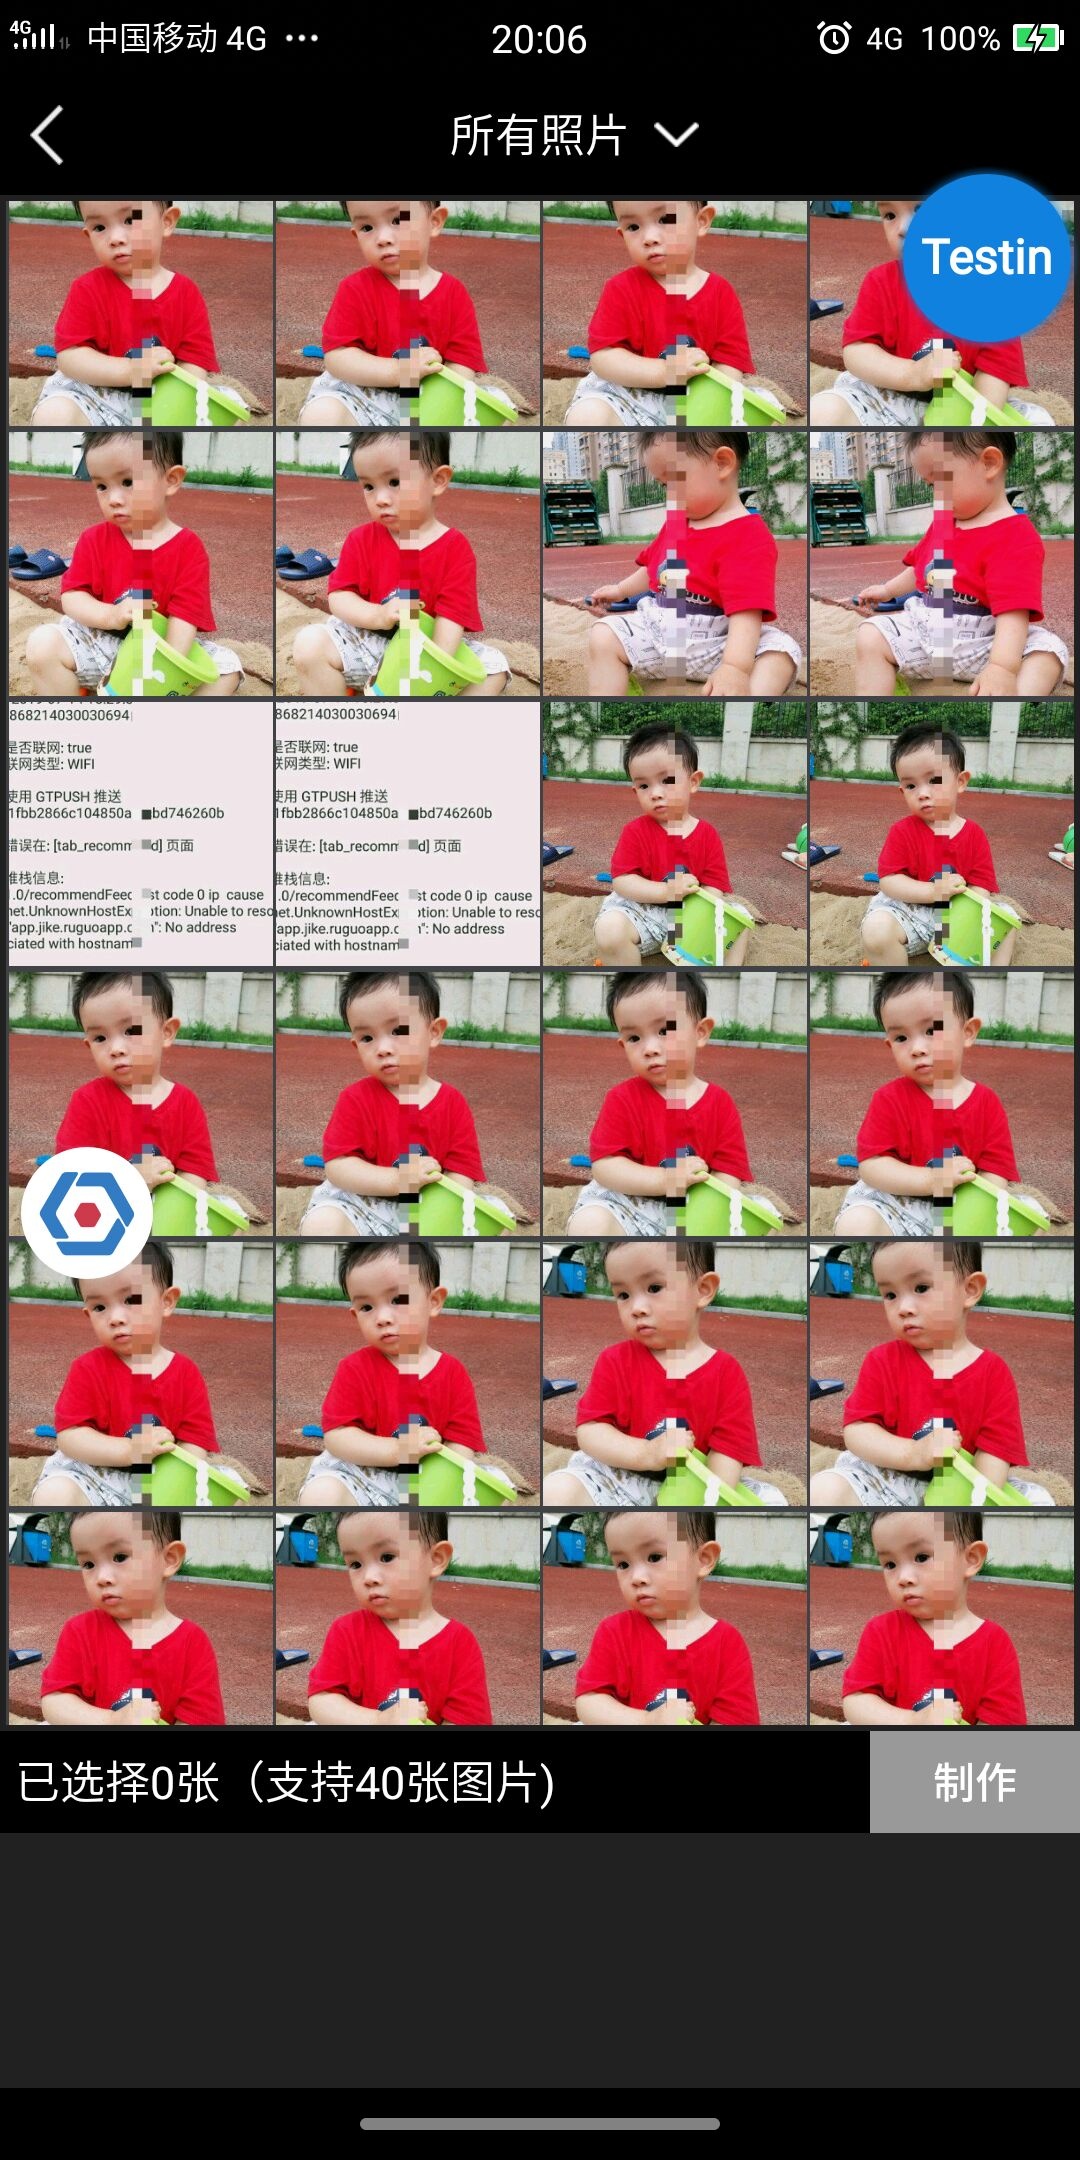 4G 中国移动 4G ... 20:06 4G 100%
所有照片
Testin
868214030030694 868214030030694
是否联网: true 是否联网: true
联网类型: WIFI 联网类型: WIFI
使用 GTPUSH 推送 使用 GTPUSH 推送
1fbb2866c104850a bd746260b 1fbb2866c104850a bd746260b
错误在: [tab_recomm d] 页面 错误在: [tab_recomm d] 页面
堆栈信息: 堆栈信息:
.0/recommendFeed st code 0 ip cause .0/recommendFeed st code 0 ip cause
net.UnknownHostEx ption: Unable to reso net.UnknownHostEx ption: Unable to reso
"app.jike.ruguoapp.c ": No address "app.jike.ruguoapp.c ": No address
ciated with hostnam ciated with hostnam
已选择0张（支持40张图片) 制作